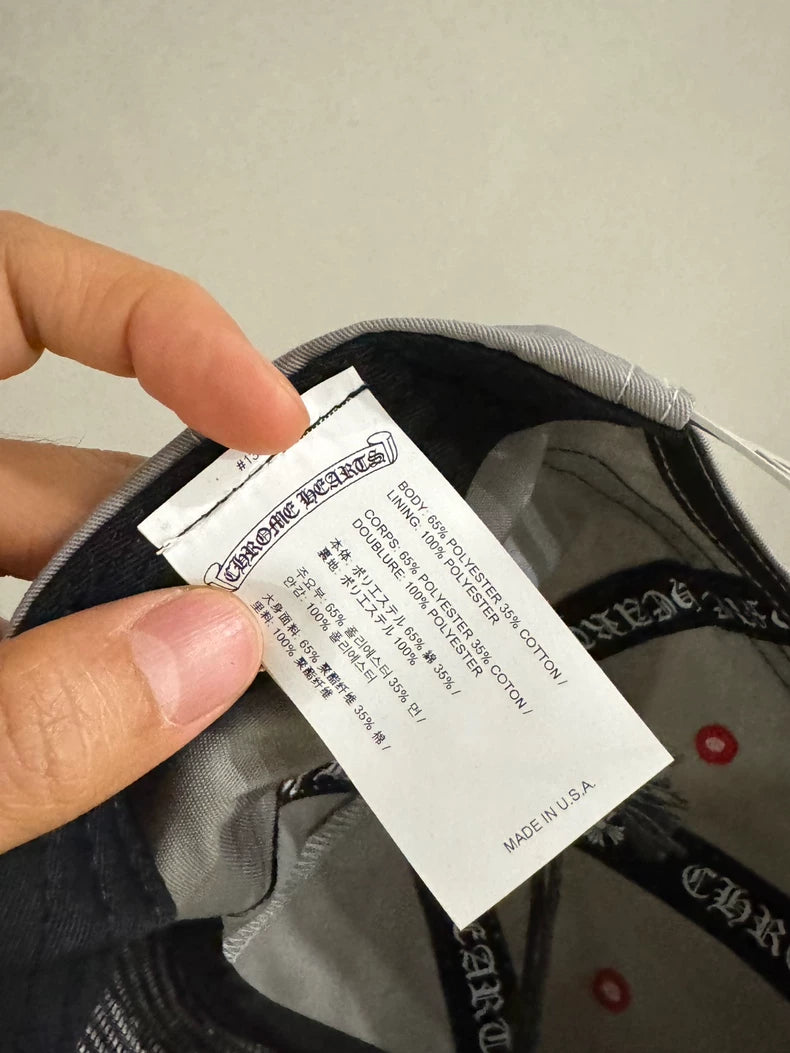 #13
CHROME HEARTS
BODY: 65% POLYESTER 35% COTTON /
LINING: 100% POLYESTER
CORPS: 65% POLYESTER 35% COTON /
DOUBLURE: 100% POLYESTER
本体: ポリエステル 65% 綿 35% /
裏地: ポリエステル 100%
주요부: 65% 폴리에스터 35% 면 /
안감: 100% 폴리에스터
大身面料: 65% 聚酯纤维 35% 棉 /
里料: 100% 聚酯纤维
MADE IN U.S.A.
HEART
CHRO
EART